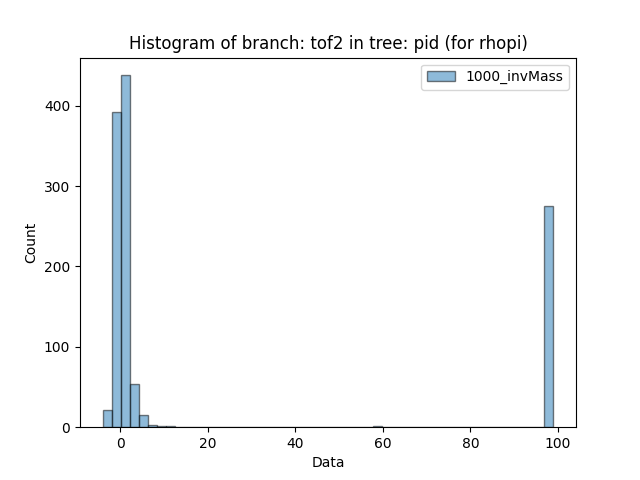 Histogram of branch: tof2 in tree: pid (for rhopi)
1000_invMass
400
300
200
100
0
Count
0 20 40 60 80 100
Data